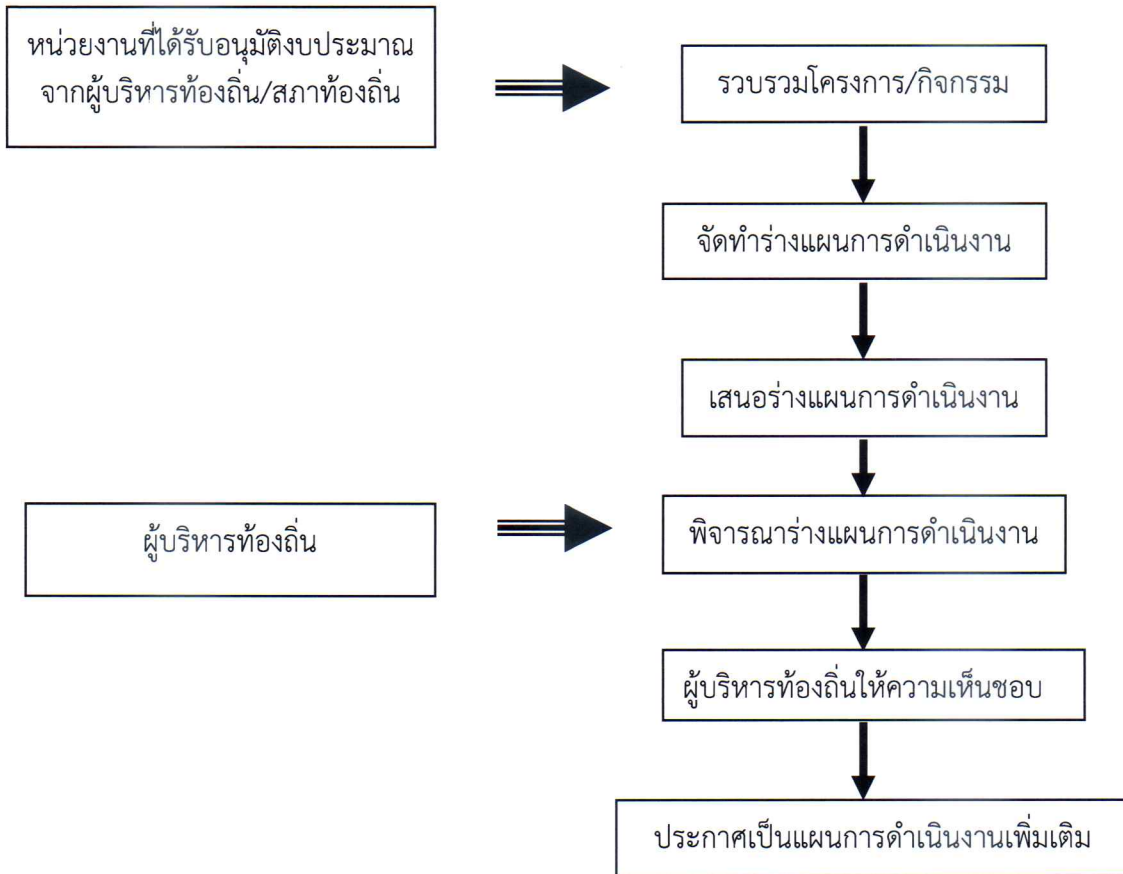 หน่วยงานที่ได้รับอนุมัติงบประมาณ
จากผู้บริหารท้องถิ่น/สภาท้องถิ่น
รวบรวมโครงการ/กิจกรรม
จัดทำร่างแผนการดำเนินงาน
เสนอร่างแผนการดำเนินงาน
ผู้บริหารท้องถิ่น
พิจารณาร่างแผนการดำเนินงาน
ผู้บริหารท้องถิ่นให้ความเห็นชอบ
ประกาศเป็นแผนการดำเนินงานเพิ่มเติม